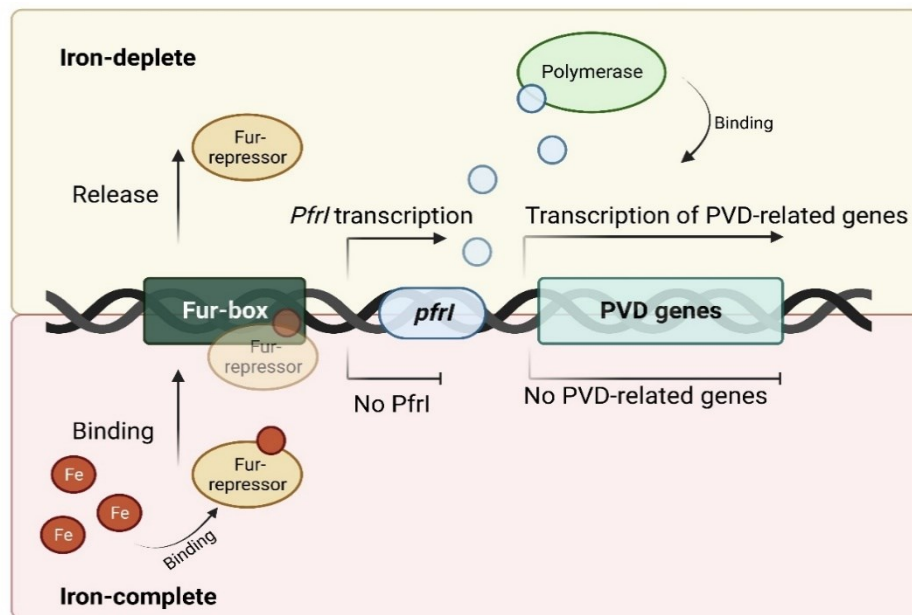 Iron-deplete
Polymerase
Binding
Fur-
repressor
Release
PfrI transcription
Transcription of PVD-related genes
Fur-box
pfrI
PVD genes
Fur-
repressor
No PfrI
No PVD-related genes
Binding
Fur-
repressor
Fe
Fe
Fe
Binding
Iron-complete